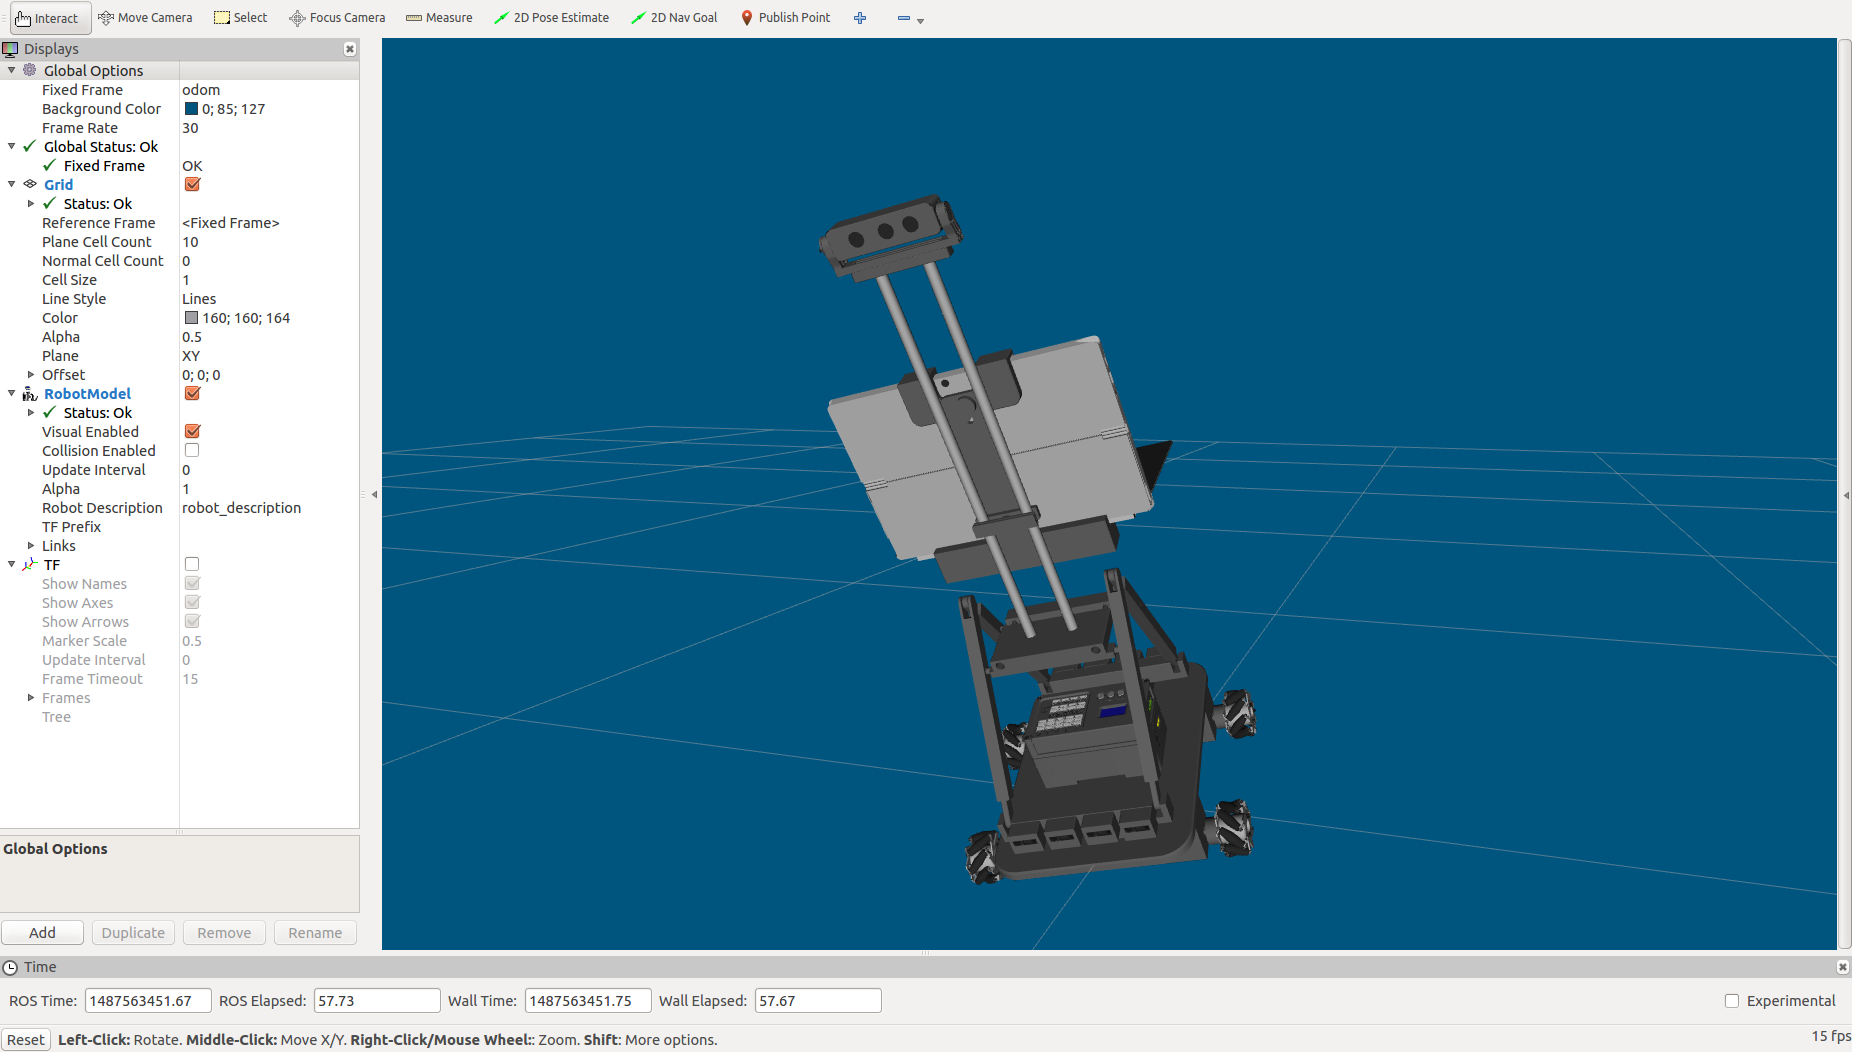 Interact Move Camera Select Focus Camera Measure 2D Pose Estimate 2D Nav Goal Publish Point
Displays
Global Options
Fixed Frame odom
Background Color 0; 85; 127
Frame Rate 30
Global Status: Ok
Fixed Frame OK
Grid
Status: Ok
Reference Frame <Fixed Frame>
Plane Cell Count 10
Normal Cell Count 0
Cell Size 1
Line Style Lines
Color 160; 160; 164
Alpha 0.5
Plane XY
Offset 0; 0; 0
RobotModel
Status: Ok
Visual Enabled
Collision Enabled
Update Interval 0
Alpha 1
Robot Description robot_description
TF Prefix
Links
TF
Show Names
Show Axes
Show Arrows
Marker Scale 0.5
Update Interval 0
Frame Timeout 15
Frames
Tree
Global Options
Add Duplicate Remove Rename
Time
ROS Time: 1487563451.67 ROS Elapsed: 57.73 Wall Time: 1487563451.75 Wall Elapsed: 57.67 Experimental
Reset Left-Click: Rotate. Middle-Click: Move X/Y. Right-Click/Mouse Wheel:: Zoom. Shift: More options. 15 fps